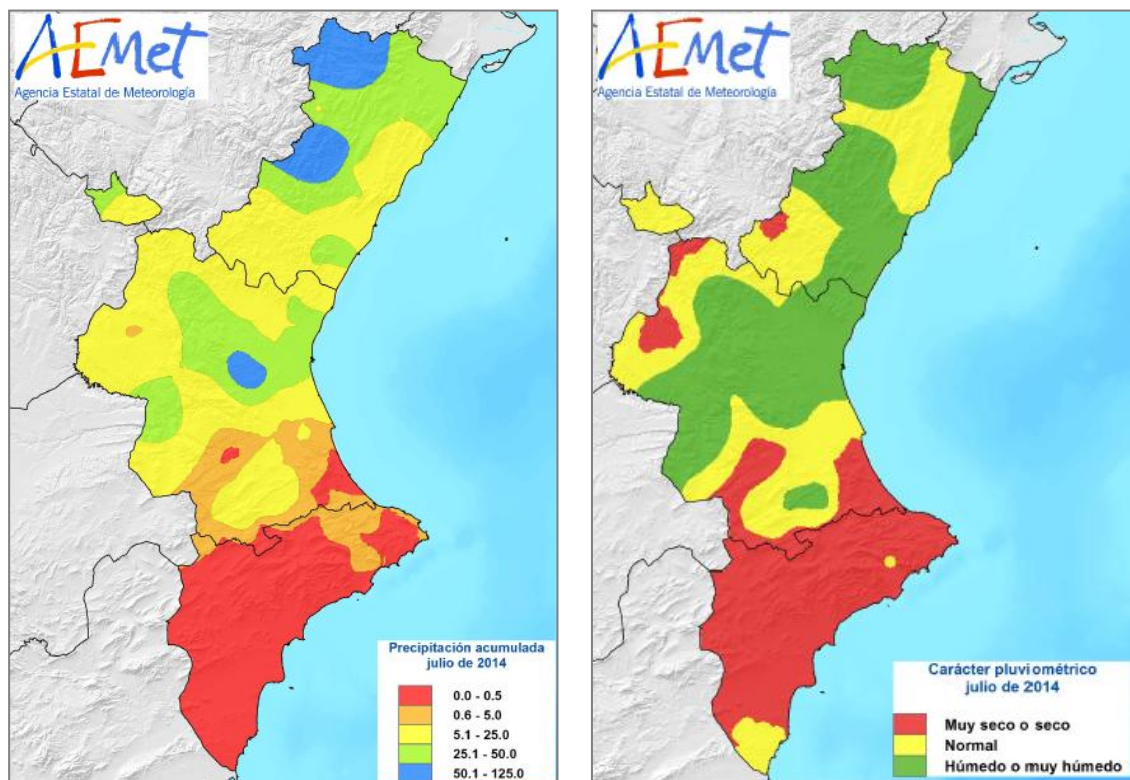 AEMet
Agencia Estatal de Meteorología
Precipitación acumulada
julio de 2014
0.0 - 0.5
0.6 - 5.0
5.1 - 25.0
25.1 - 50.0
50.1 - 125.0
AEMet
Agencia Estatal de Meteorología
Carácter pluviométrico
julio de 2014
Muy seco o seco
Normal
Húmedo o muy húmedo